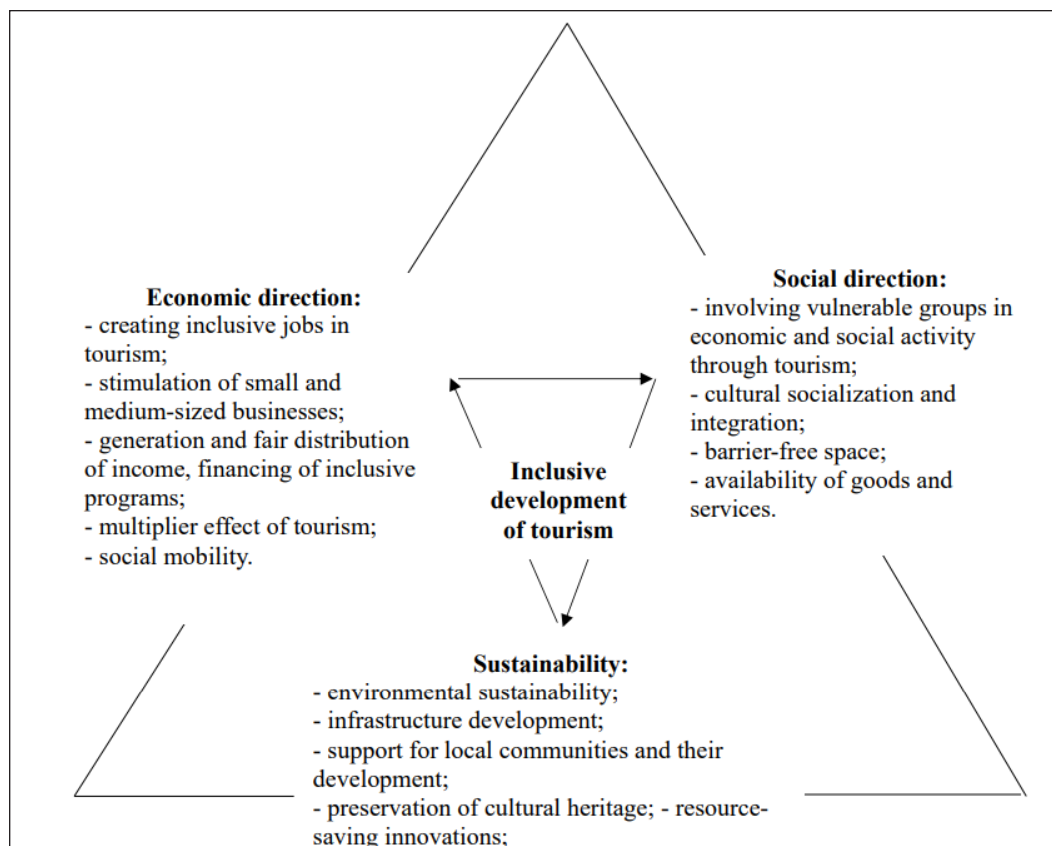 Economic direction:
- creating inclusive jobs in
tourism;
- stimulation of small and
medium-sized businesses;
- generation and fair distribution
of income, financing of inclusive
programs;
- multiplier effect of tourism;
- social mobility.
Social direction:
- involving vulnerable groups in
economic and social activity
through tourism;
- cultural socialization and
integration;
- barrier-free space;
- availability of goods and
services.
Inclusive
development
of tourism
Sustainability:
- environmental sustainability;
- infrastructure development;
- support for local communities and their
development;
- preservation of cultural heritage; - resource-
saving innovations;